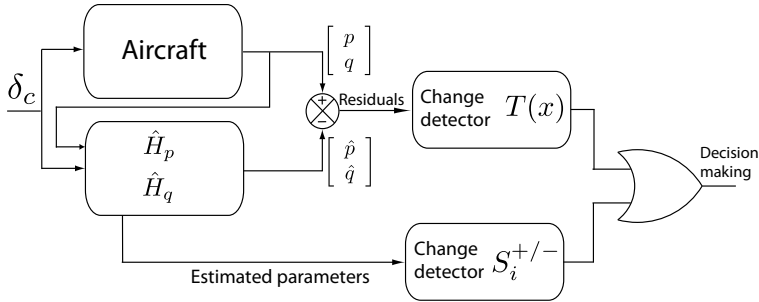 δ_c
Aircraft
[ p
q ]
+
−
Residuals
Change
detector T(x)
Ĥ_p
Ĥ_q
[ p̂
q̂ ]
Decision
making
Change
detector S_i^{+/−}
Estimated parameters